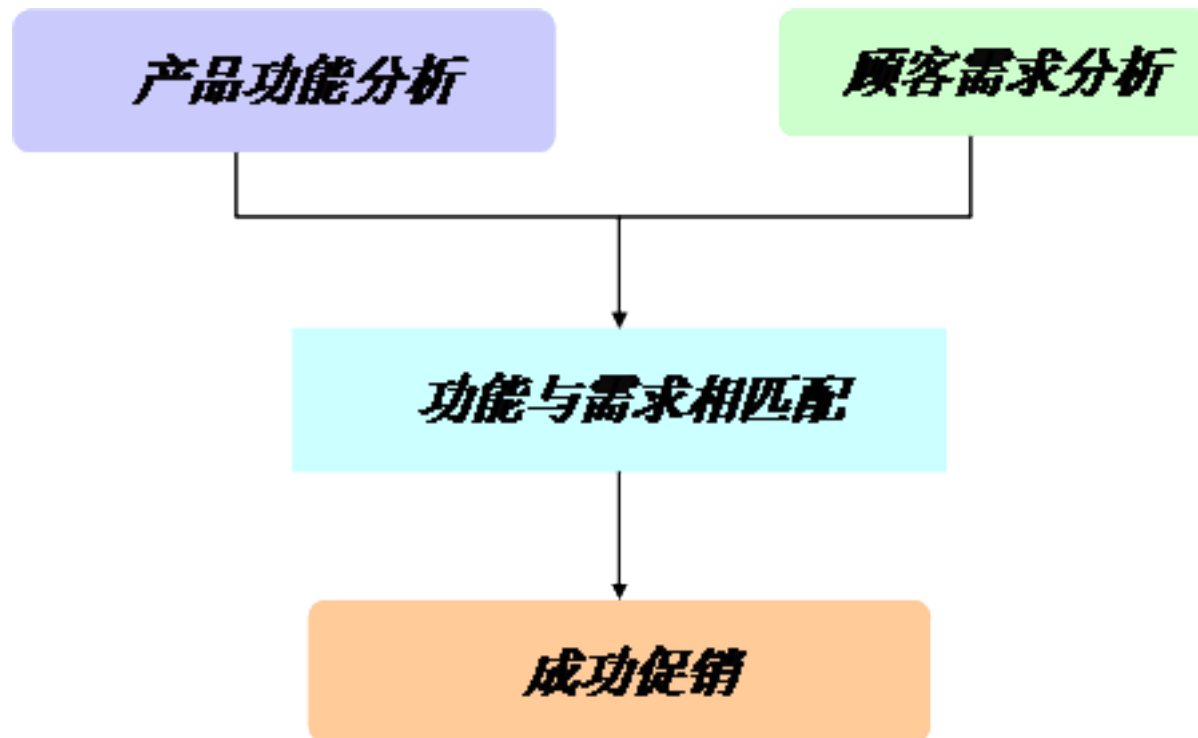 产品功能分析
顾客需求分析
功能与需求相匹配
成功促销